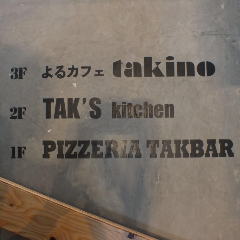 3F よるカフェ takino
2F TAK'S kitchen
1F PIZZERIA TAKBAR